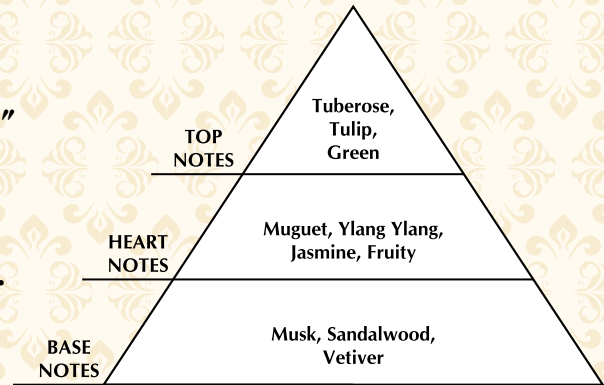 ”
Tuberose,
Tulip,
Green
TOP
NOTES
Muguet, Ylang Ylang,
Jasmine, Fruity
HEART
NOTES
.
Musk, Sandalwood,
Vetiver
BASE
NOTES